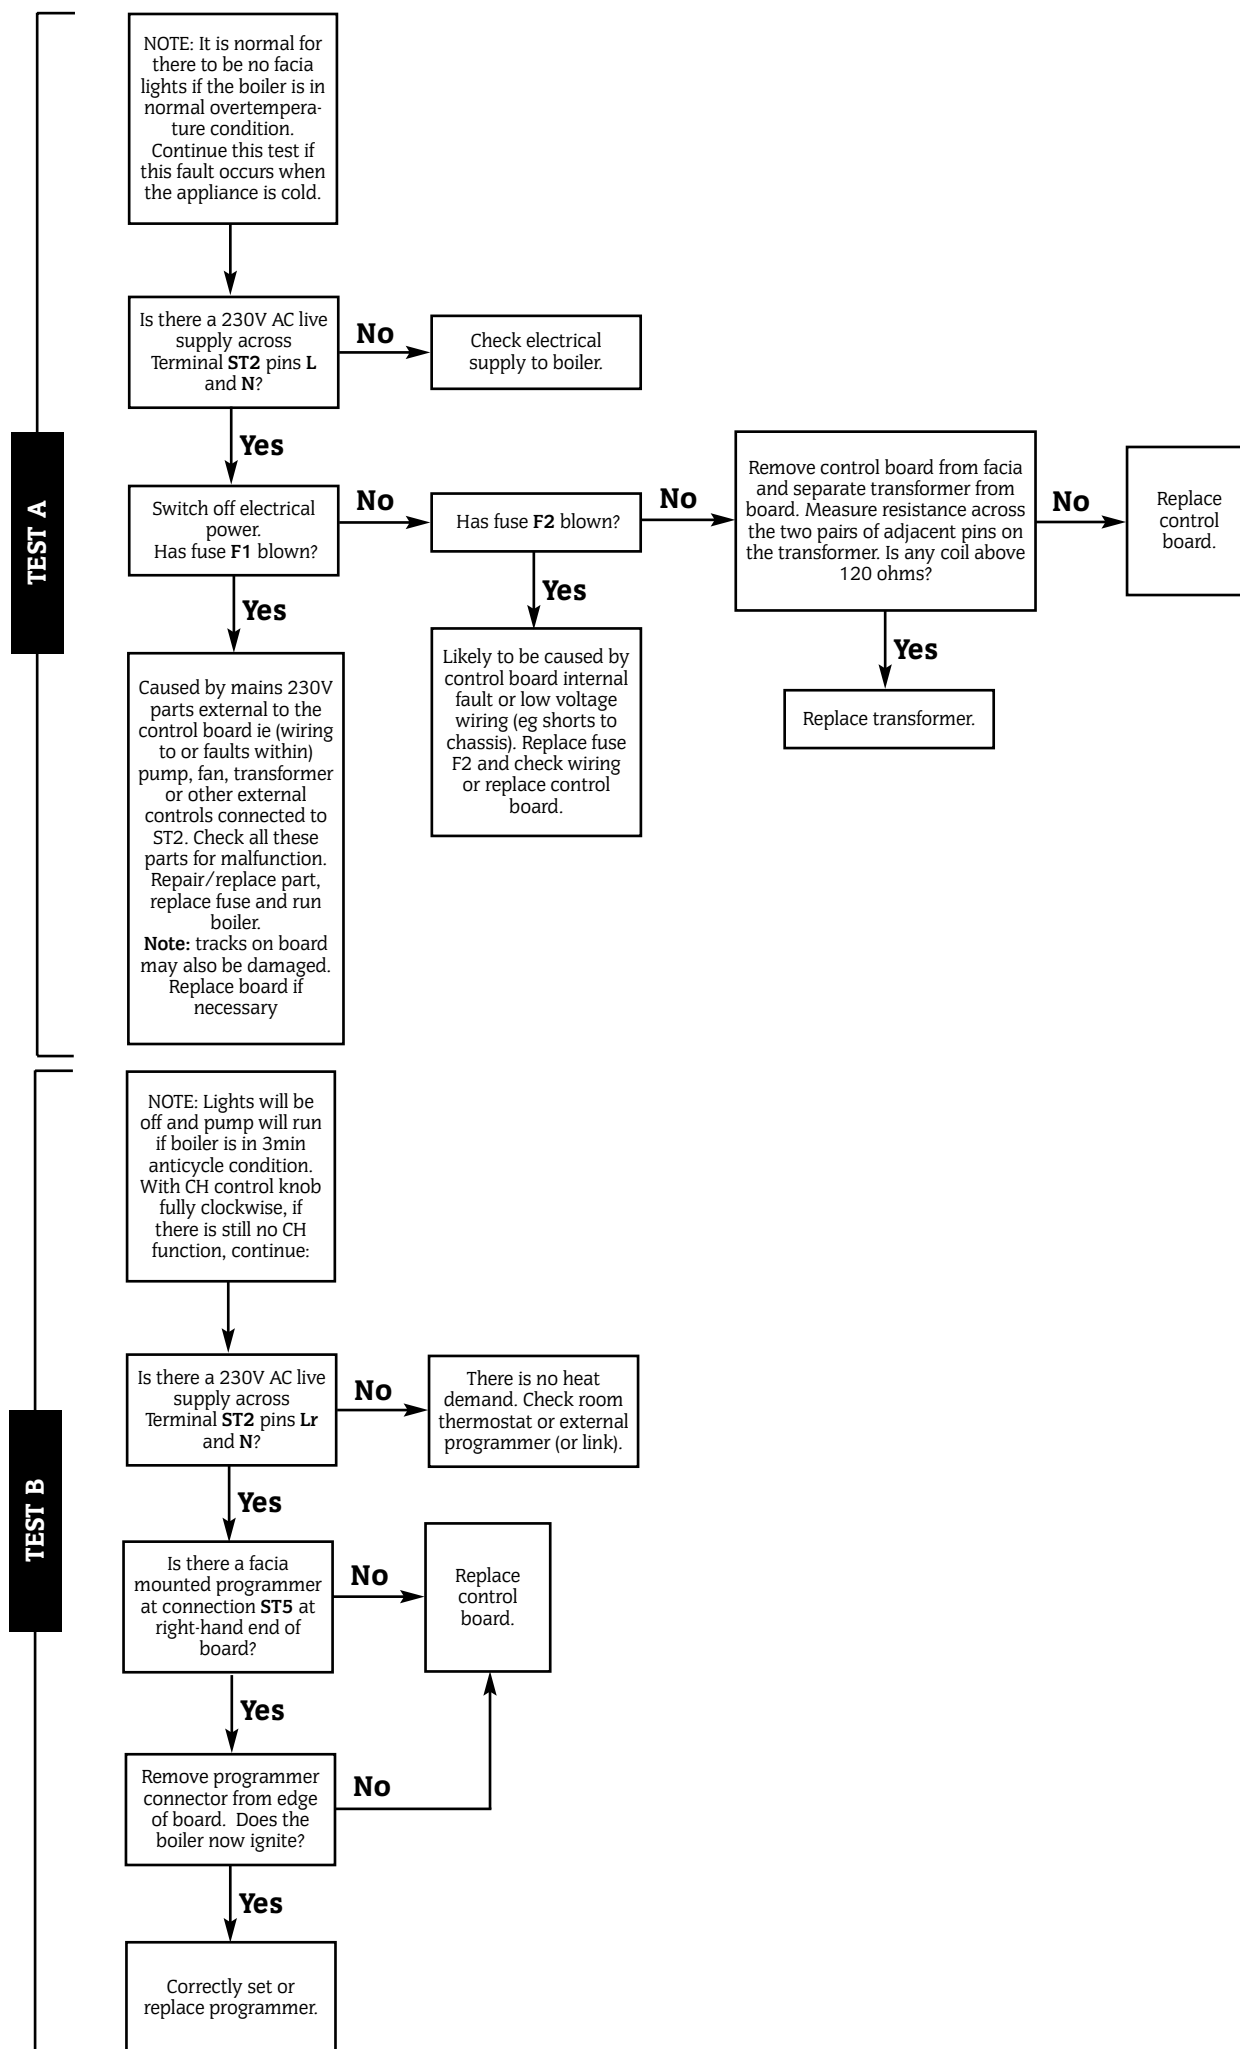 TEST A
NOTE: It is normal for
there to be no facia
lights if the boiler is in
normal overtempera-
ture condition.
Continue this test if
this fault occurs when
the appliance is cold.
Is there a 230V AC live
supply across
Terminal ST2 pins L
and N?
No
Check electrical
supply to boiler.
Yes
Switch off electrical
power.
Has fuse F1 blown?
No
Has fuse F2 blown?
No
Remove control board from facia
and separate transformer from
board. Measure resistance across
the two pairs of adjacent pins on
the transformer. Is any coil above
120 ohms?
No
Replace
control
board.
Yes
Yes
Yes
Caused by mains 230V
parts external to the
control board ie (wiring
to or faults within)
pump, fan, transformer
or other external
controls connected to
ST2. Check all these
parts for malfunction.
Repair/replace part,
replace fuse and run
boiler.
Note: tracks on board
may also be damaged.
Replace board if
necessary
Likely to be caused by
control board internal
fault or low voltage
wiring (eg shorts to
chassis). Replace fuse
F2 and check wiring
or replace control
board.
Replace transformer.
TEST B
NOTE: Lights will be
off and pump will run
if boiler is in 3min
anticycle condition.
With CH control knob
fully clockwise, if
there is still no CH
function, continue:
Is there a 230V AC live
supply across
Terminal ST2 pins Lr
and N?
No
There is no heat
demand. Check room
thermostat or external
programmer (or link).
Yes
Is there a facia
mounted programmer
at connection ST5 at
right-hand end of
board?
No
Replace
control
board.
Yes
Remove programmer
connector from edge
of board. Does the
boiler now ignite?
No
Yes
Correctly set or
replace programmer.